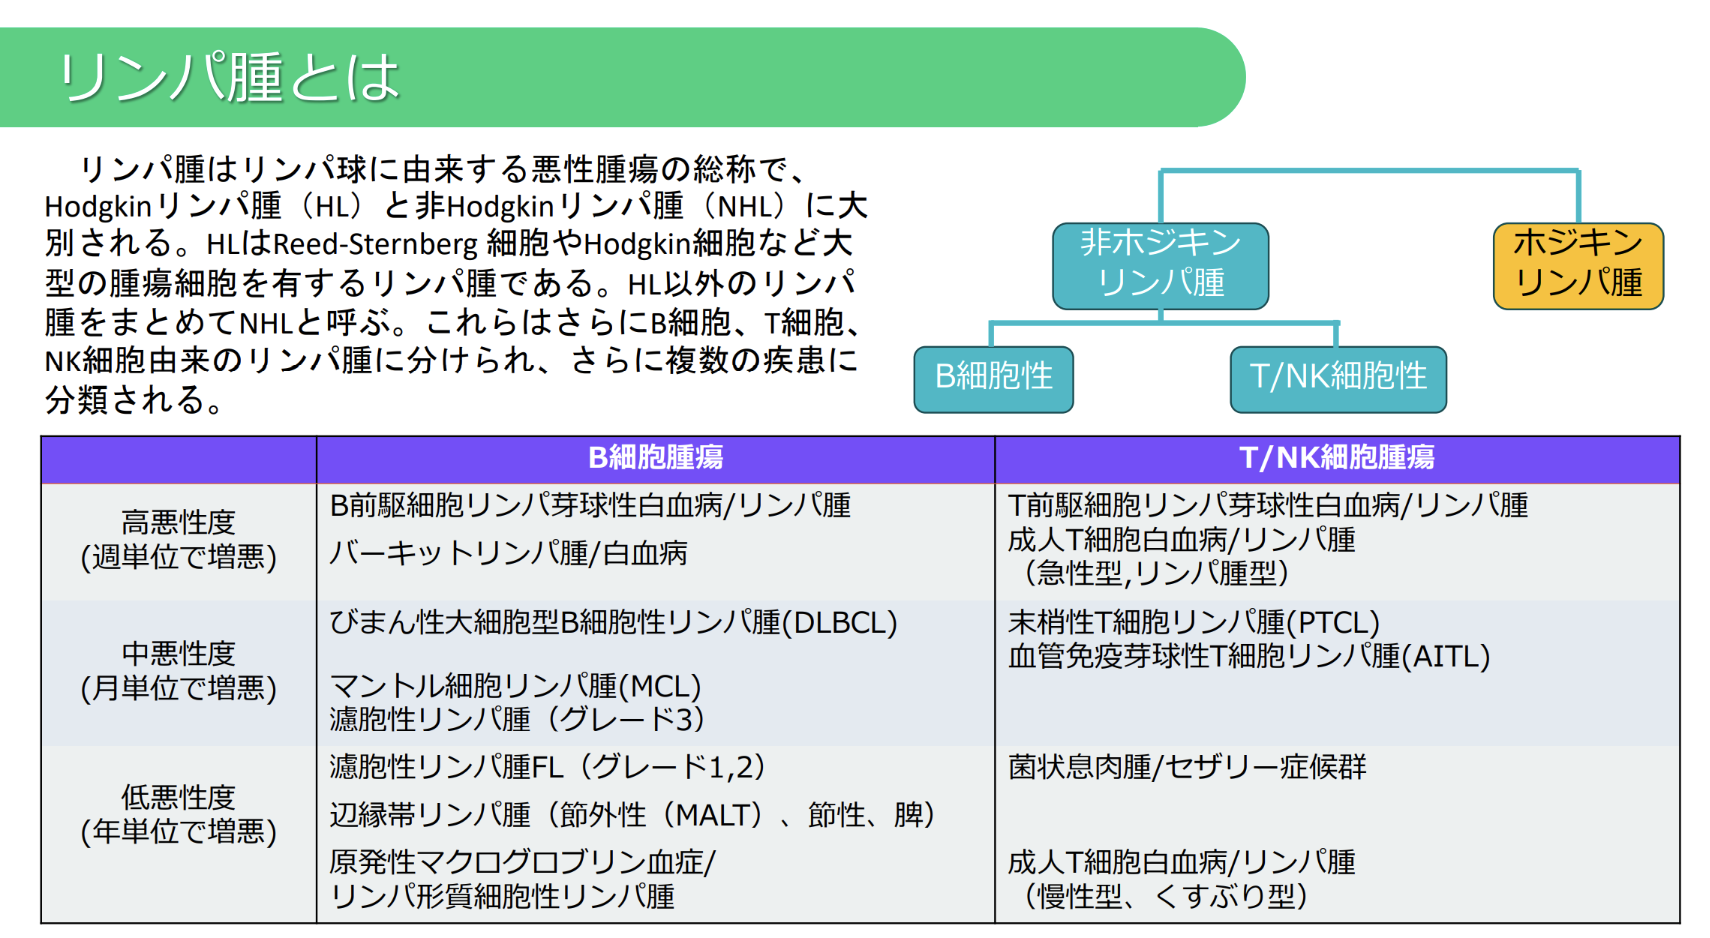 リンパ腫とは
リンパ腫はリンパ球に由来する悪性腫瘍の総称で、
Hodgkinリンパ腫（HL）と非Hodgkinリンパ腫（NHL）に大
別される。HLはReed-Sternberg 細胞やHodgkin細胞など大
型の腫瘍細胞を有するリンパ腫である。HL以外のリンパ
腫をまとめてNHLと呼ぶ。これらはさらにB細胞、T細胞、
NK細胞由来のリンパ腫に分けられ、さらに複数の疾患に
分類される。
非ホジキン
リンパ腫
ホジキン
リンパ腫
B細胞性
T/NK細胞性
B細胞腫瘍
T/NK細胞腫瘍
高悪性度
(週単位で増悪)
B前駆細胞リンパ芽球性白血病/リンパ腫
バーキットリンパ腫/白血病
T前駆細胞リンパ芽球性白血病/リンパ腫
成人T細胞白血病/リンパ腫
（急性型,リンパ腫型）
中悪性度
(月単位で増悪)
びまん性大細胞型B細胞性リンパ腫(DLBCL)
マントル細胞リンパ腫(MCL)
濾胞性リンパ腫（グレード3）
末梢性T細胞リンパ腫(PTCL)
血管免疫芽球性T細胞リンパ腫(AITL)
低悪性度
(年単位で増悪)
濾胞性リンパ腫FL（グレード1,2）
辺縁帯リンパ腫（節外性（MALT）、節性、脾）
原発性マクログロブリン血症/
リンパ形質細胞性リンパ腫
菌状息肉腫/セザリー症候群
成人T細胞白血病/リンパ腫
（慢性型、くすぶり型）